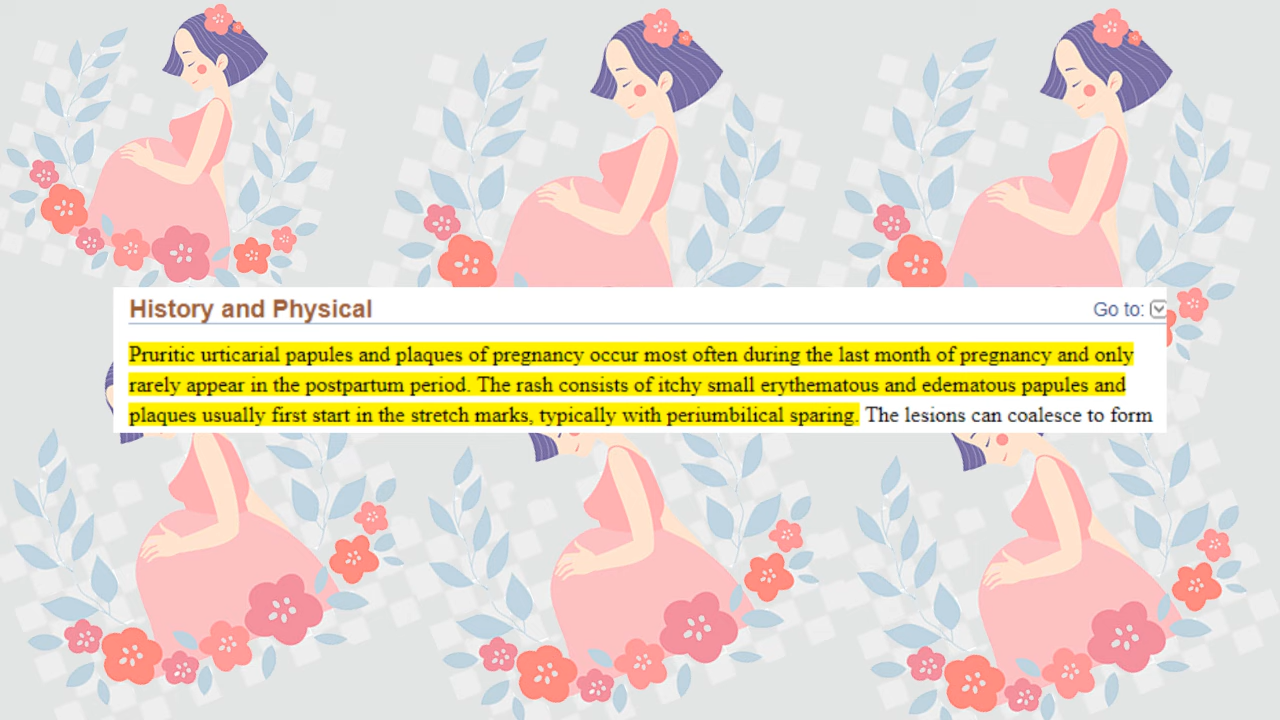 History and Physical
Go to:
Pruritic urticarial papules and plaques of pregnancy occur most often during the last month of pregnancy and only
rarely appear in the postpartum period. The rash consists of itchy small erythematous and edematous papules and
plaques usually first start in the stretch marks, typically with periumbilical sparing. The lesions can coalesce to form